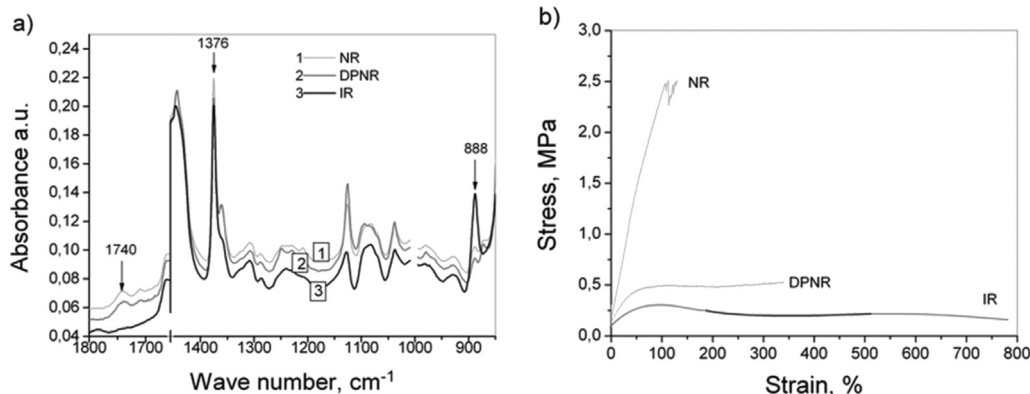 a)
1376
1 NR
2 DPNR
3 IR
888
1740
1
2
3
0,24
0,22
0,20
0,18
0,16
0,14
0,12
0,10
0,08
0,06
0,04
Absorbance a.u.
1800 1600 1400 1300 1200 1100 1000 900
Wave number, cm⁻¹
b)
3,0
2,5
2,0
1,5
1,0
0,5
0,0
Stress, MPa
NR
DPNR
IR
0 100 200 300 400 500 600 700 800
Strain, %